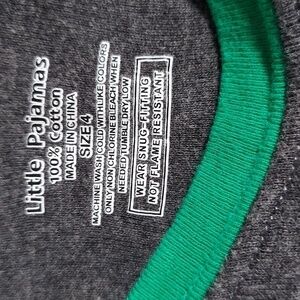 Little Pajamas
100% Cotton
MADE IN CHINA
SIZE 4
MACHINE WASH COLD WITH LIKE COLORS
ONLY NON CHLORINE BLEACH WHEN
NEEDED, TUMBLE DRY LOW
WEAR SNUG-FITTING
NOT FLAME RESISTANT